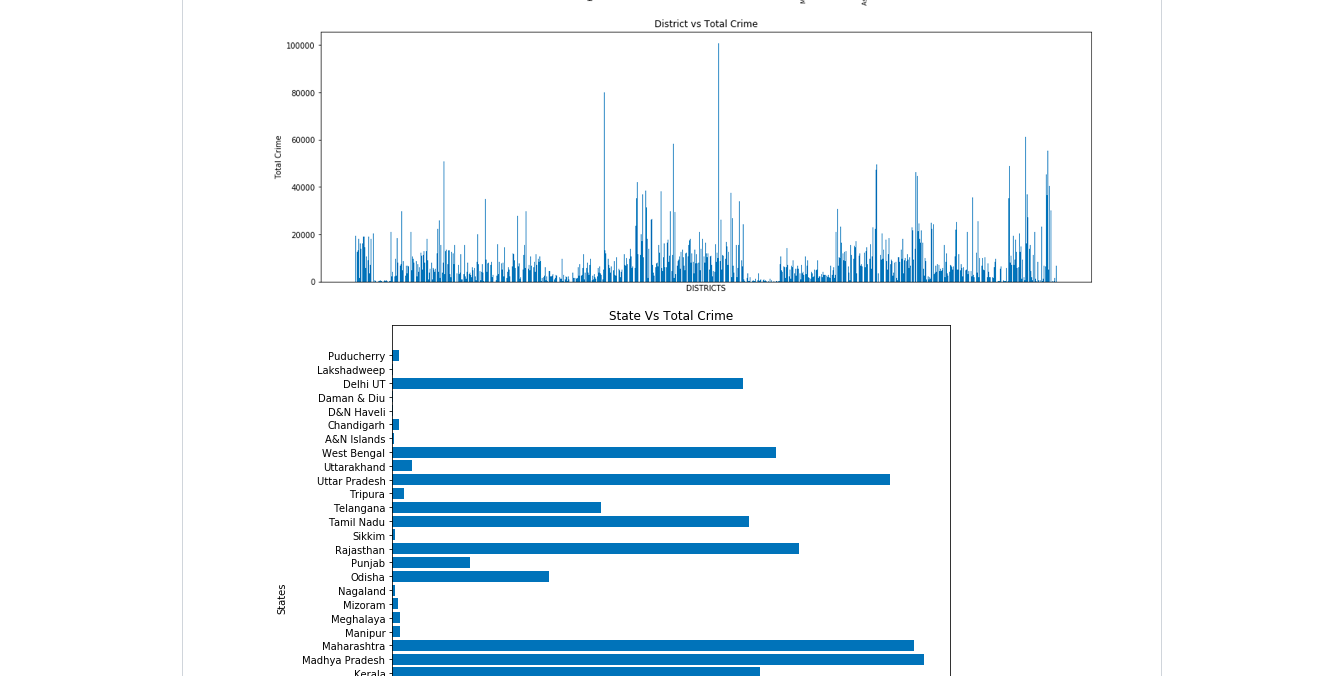 District vs Total Crime
100000
80000
60000
40000
20000
0
Total Crime
DISTRICTS
State Vs Total Crime
Puducherry
Lakshadweep
Delhi UT
Daman & Diu
D&N Haveli
Chandigarh
A&N Islands
West Bengal
Uttarakhand
Uttar Pradesh
Tripura
Telangana
Tamil Nadu
Sikkim
Rajasthan
Punjab
Odisha
Nagaland
Mizoram
Meghalaya
Manipur
Maharashtra
Madhya Pradesh
Kerala
States